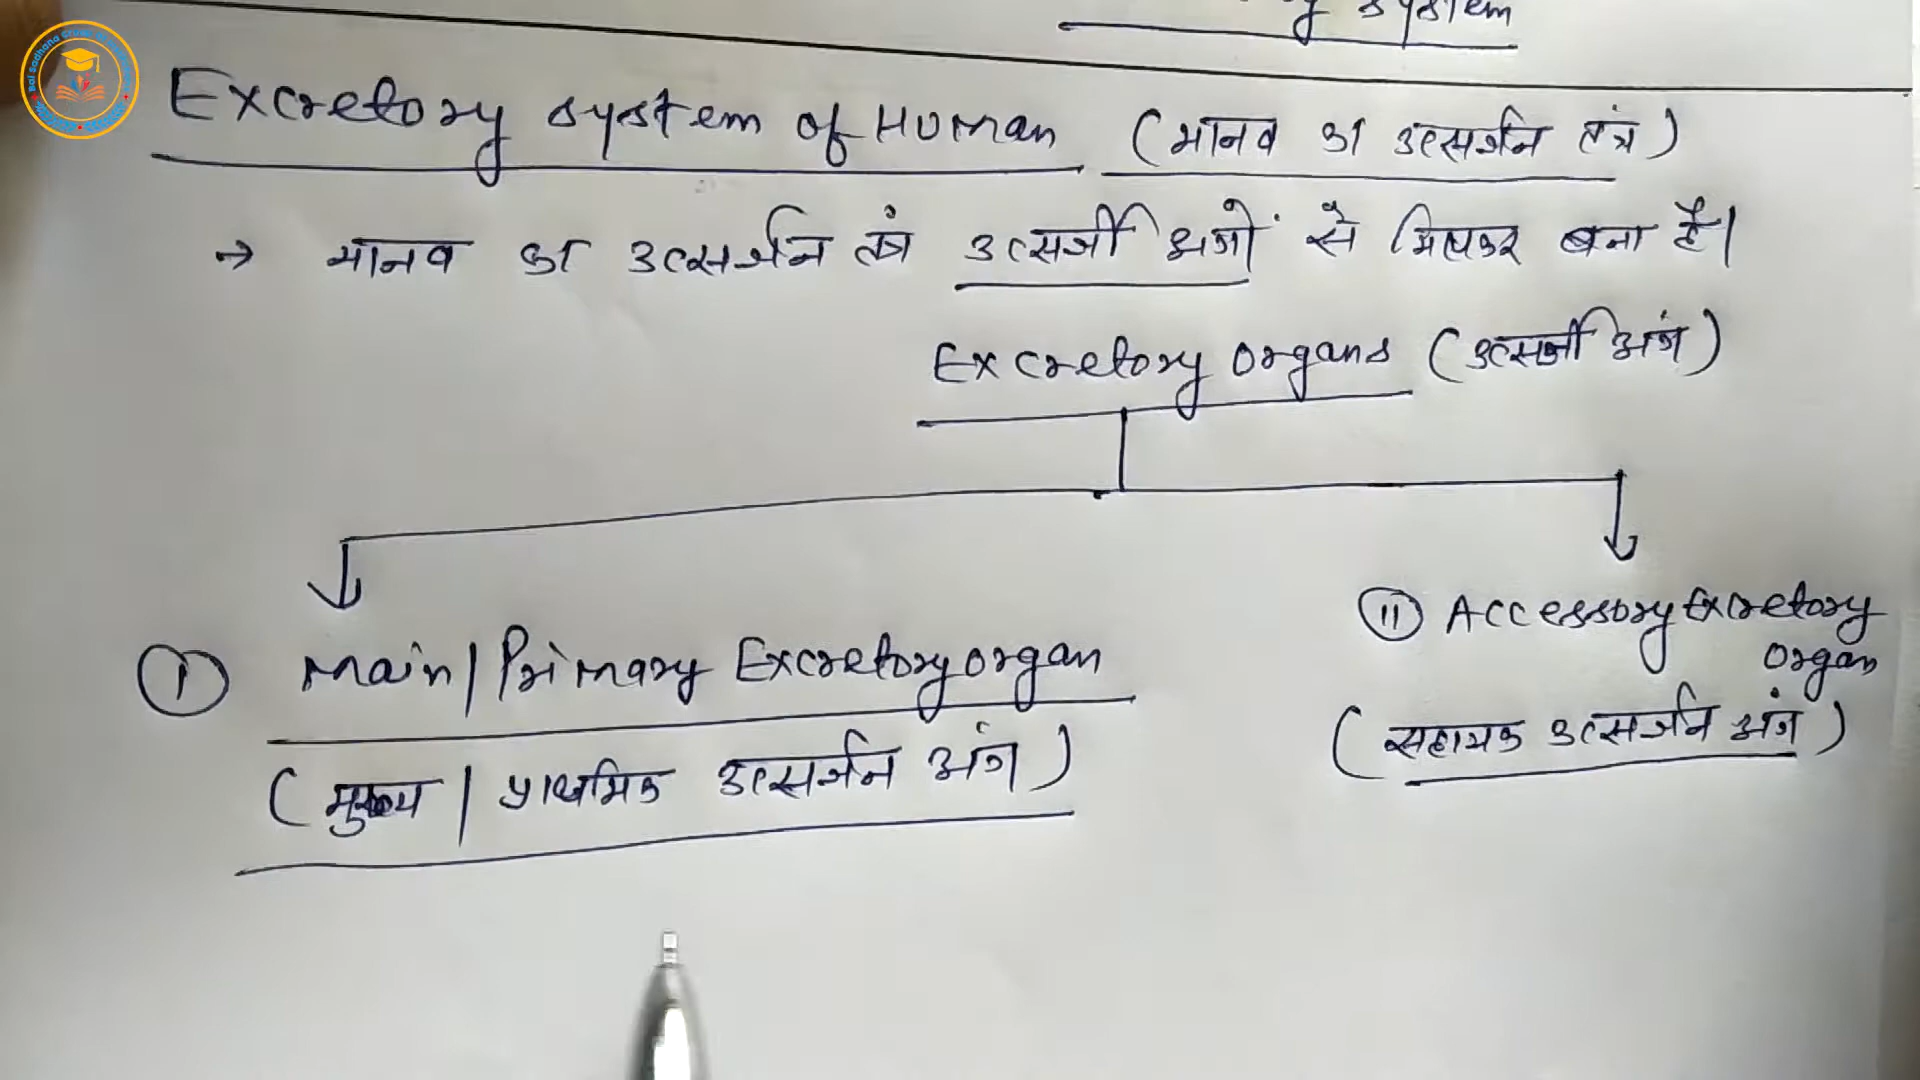 system
Excretory system of Human (मानव का उत्सर्जन तंत्र)
→ मानव का उत्सर्जन तंत्र उत्सर्जी अंगों से मिलकर बना है।
Excretory organs (उत्सर्जी अंग)
I Main/Primary Excretory organ
(मुख्य/प्राथमिक उत्सर्जन अंग)
II Accessory Excretory
organ
(सहायक उत्सर्जन अंग)